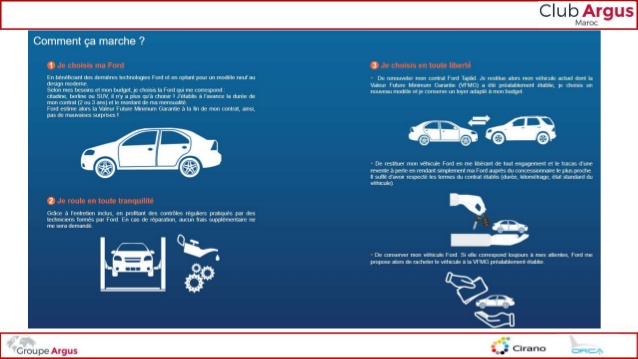 Club Argus
Maroc
Comment ça marche ?
1 Je choisis ma Ford
En bénéficiant des dernières technologies Ford et en optant pour un modèle neuf au
design moderne.
Selon mes besoins et mon budget, je choisis la Ford qui me correspond :
citadine, berline ou SUV, il n'y a plus qu'à choisir ! J'établis à l'avance la durée de
mon contrat (2 ou 3 ans) et le montant de ma mensualité.
Ford estime alors la Valeur Future Minimum Garantie à la fin de mon contrat, ainsi,
pas de mauvaises surprises !
2 Je roule en toute tranquilité
Grâce à l'entretien inclus, en profitant des contrôles réguliers pratiqués par des
techniciens formés par Ford. En cas de réparation, aucun frais supplémentaire ne
me sera demandé.
3 Je choisis en toute liberté
- De renouveler mon contrat Ford Tajdid. Je restitue alors mon véhicule actuel dont la
Valeur Future Minimum Garantie (VFMG) a été préalablement établie, je choisis un
nouveau modèle et je conserve un loyer adapté à mon budget.
- De restituer mon véhicule Ford en me libérant de tout engagement et le tracas d'une
revente à perte en rendant simplement ma Ford auprès du concessionnaire le plus proche.
Il suffit d'avoir respecté les termes du contrat établis (durée, kilométrage, état standard du
véhicule).
- De conserver mon véhicule Ford. Si elle correspond toujours à mes attentes, Ford me
propose alors de racheter le véhicule à la VFMG préalablement établie.
Groupe Argus
Cirano
ORCA